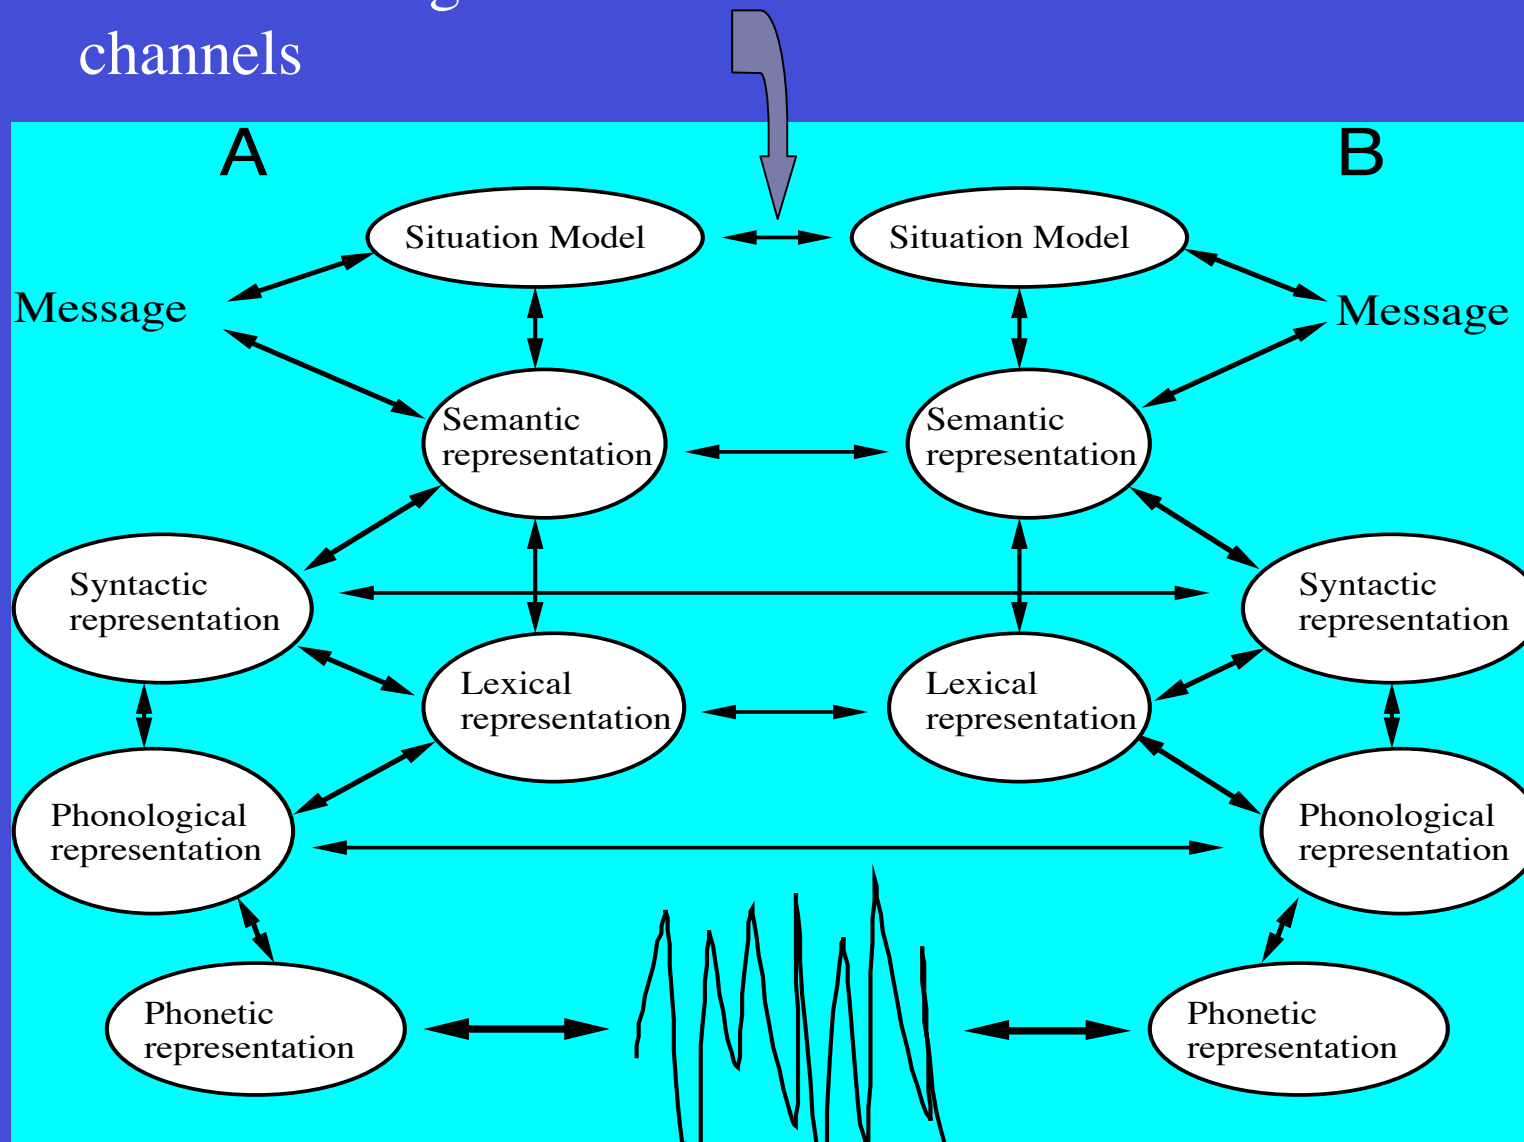 channels
A
B
Situation Model
Situation Model
Message
Message
Semantic
representation
Semantic
representation
Syntactic
representation
Syntactic
representation
Lexical
representation
Lexical
representation
Phonological
representation
Phonological
representation
Phonetic
representation
Phonetic
representation